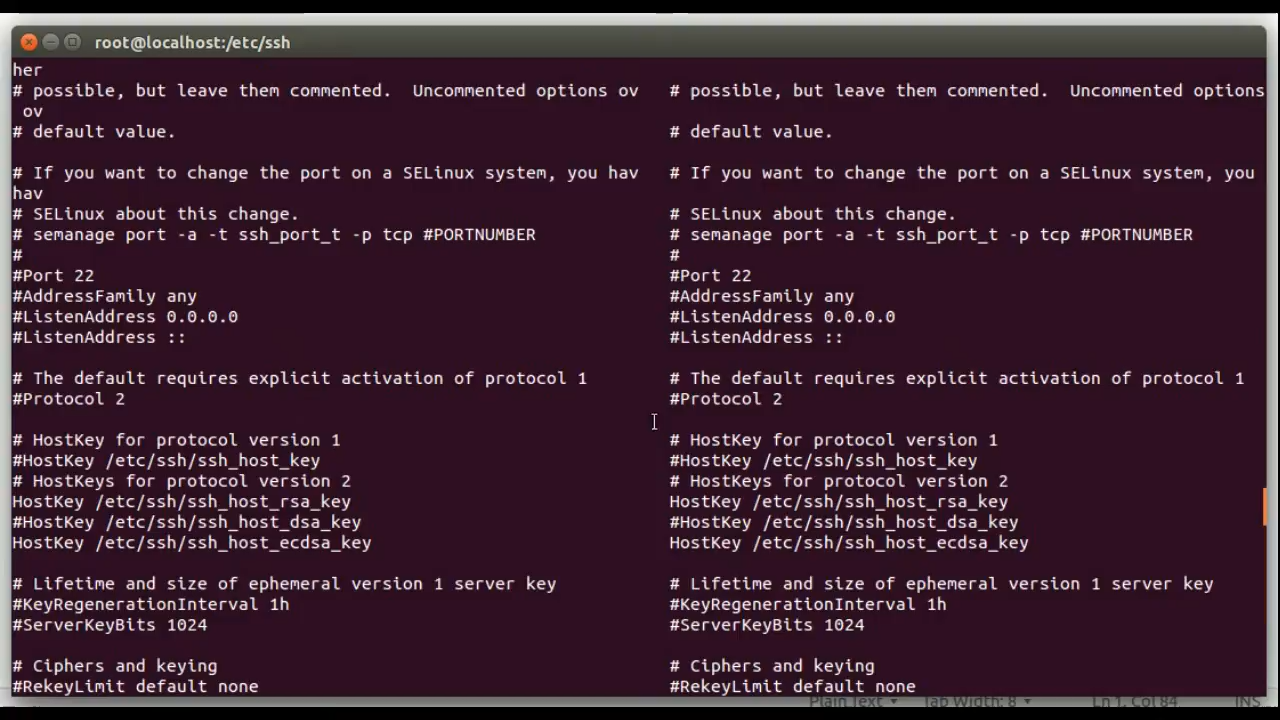 root@localhost:/etc/ssh
her
# possible, but leave them commented.  Uncommented options ov   # possible, but leave them commented.  Uncommented options
 ov
# default value.   # default value.
# If you want to change the port on a SELinux system, you hav   # If you want to change the port on a SELinux system, you
hav
# SELinux about this change.   # SELinux about this change.
# semanage port -a -t ssh_port_t -p tcp #PORTNUMBER   # semanage port -a -t ssh_port_t -p tcp #PORTNUMBER
#   #
#Port 22   #Port 22
#AddressFamily any   #AddressFamily any
#ListenAddress 0.0.0.0   #ListenAddress 0.0.0.0
#ListenAddress ::   #ListenAddress ::
# The default requires explicit activation of protocol 1   # The default requires explicit activation of protocol 1
#Protocol 2   #Protocol 2
# HostKey for protocol version 1   # HostKey for protocol version 1
#HostKey /etc/ssh/ssh_host_key   #HostKey /etc/ssh/ssh_host_key
# HostKeys for protocol version 2   # HostKeys for protocol version 2
HostKey /etc/ssh/ssh_host_rsa_key   HostKey /etc/ssh/ssh_host_rsa_key
#HostKey /etc/ssh/ssh_host_dsa_key   #HostKey /etc/ssh/ssh_host_dsa_key
HostKey /etc/ssh/ssh_host_ecdsa_key   HostKey /etc/ssh/ssh_host_ecdsa_key
# Lifetime and size of ephemeral version 1 server key   # Lifetime and size of ephemeral version 1 server key
#KeyRegenerationInterval 1h   #KeyRegenerationInterval 1h
#ServerKeyBits 1024   #ServerKeyBits 1024
# Ciphers and keying   # Ciphers and keying
#RekeyLimit default none   #RekeyLimit default none
Plain Text   Tab Width: 8   Ln 1, Col 84   INS